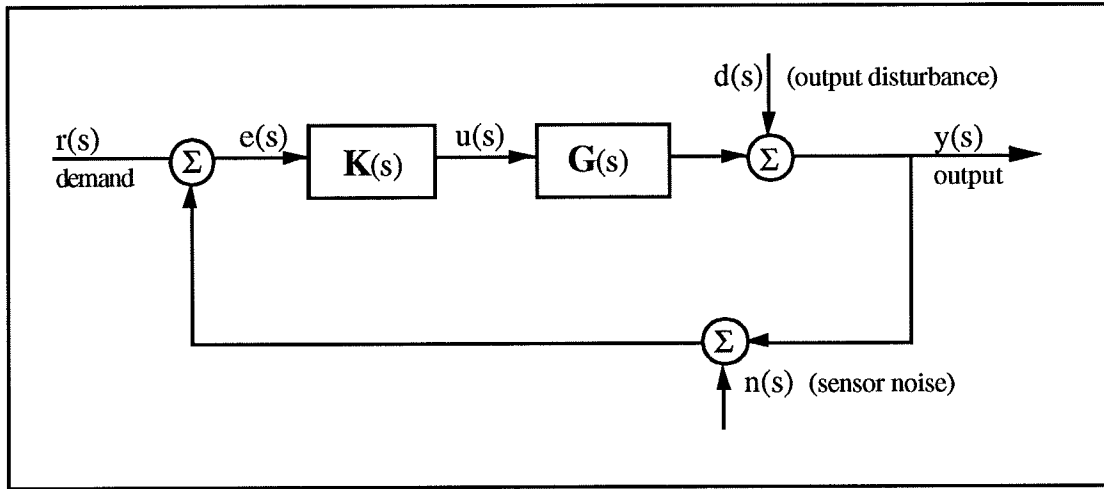 d(s) (output disturbance)
r(s) e(s) u(s) y(s)
Σ K(s) G(s) Σ
demand output
Σ
n(s) (sensor noise)